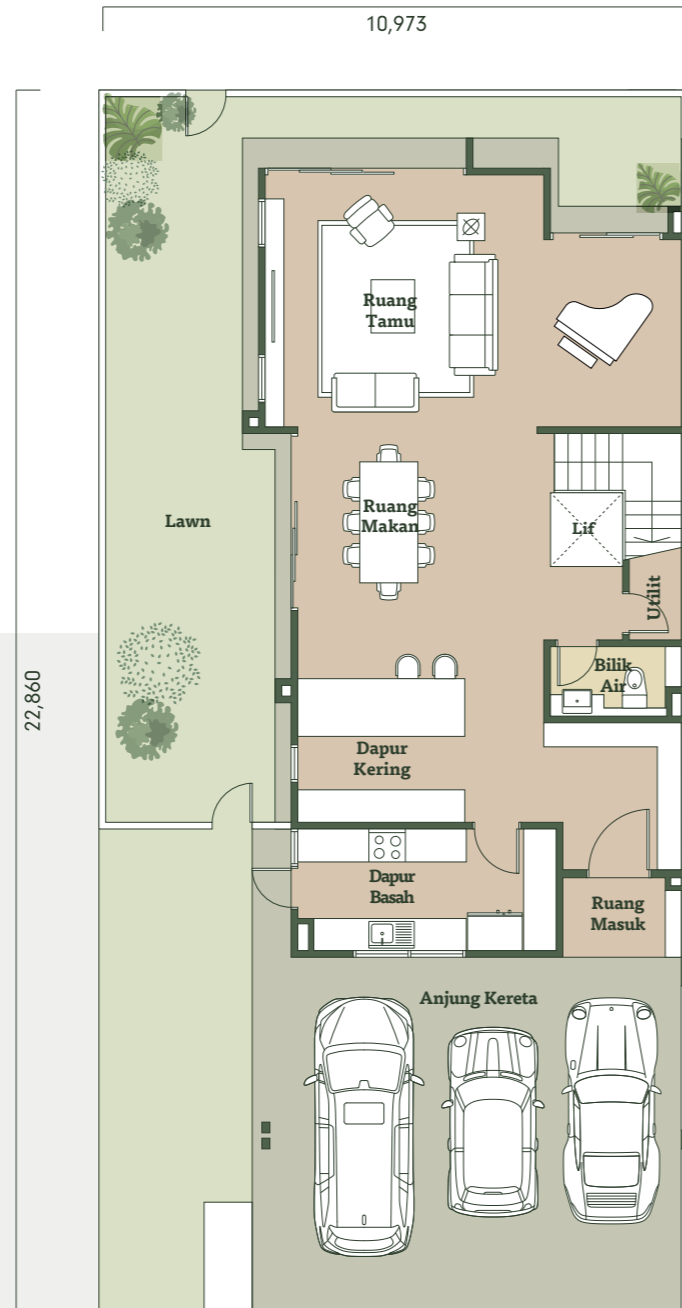 10,973
Ruang
Tamu
Ruang
Makan
Lawn
Lif
Utilit
Bilik
Air
22,860
Dapur
Kering
Dapur
Basah
Ruang
Masuk
Anjung Kereta